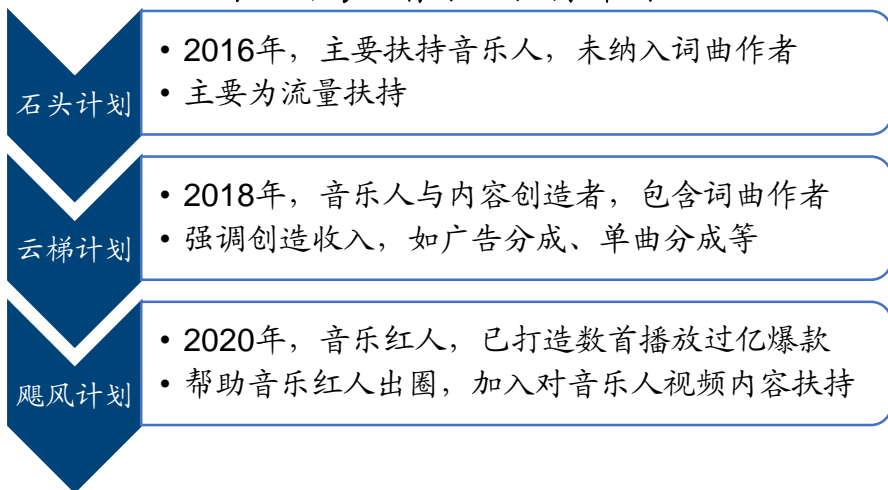 石头计划
• 2016年，主要扶持音乐人，未纳入词曲作者
• 主要为流量扶持
云梯计划
• 2018年，音乐人与内容创造者，包含词曲作者
• 强调创造收入，如广告分成、单曲分成等
飓风计划
• 2020年，音乐红人，已打造数首播放过亿爆款
• 帮助音乐红人出圈，加入对音乐人视频内容扶持